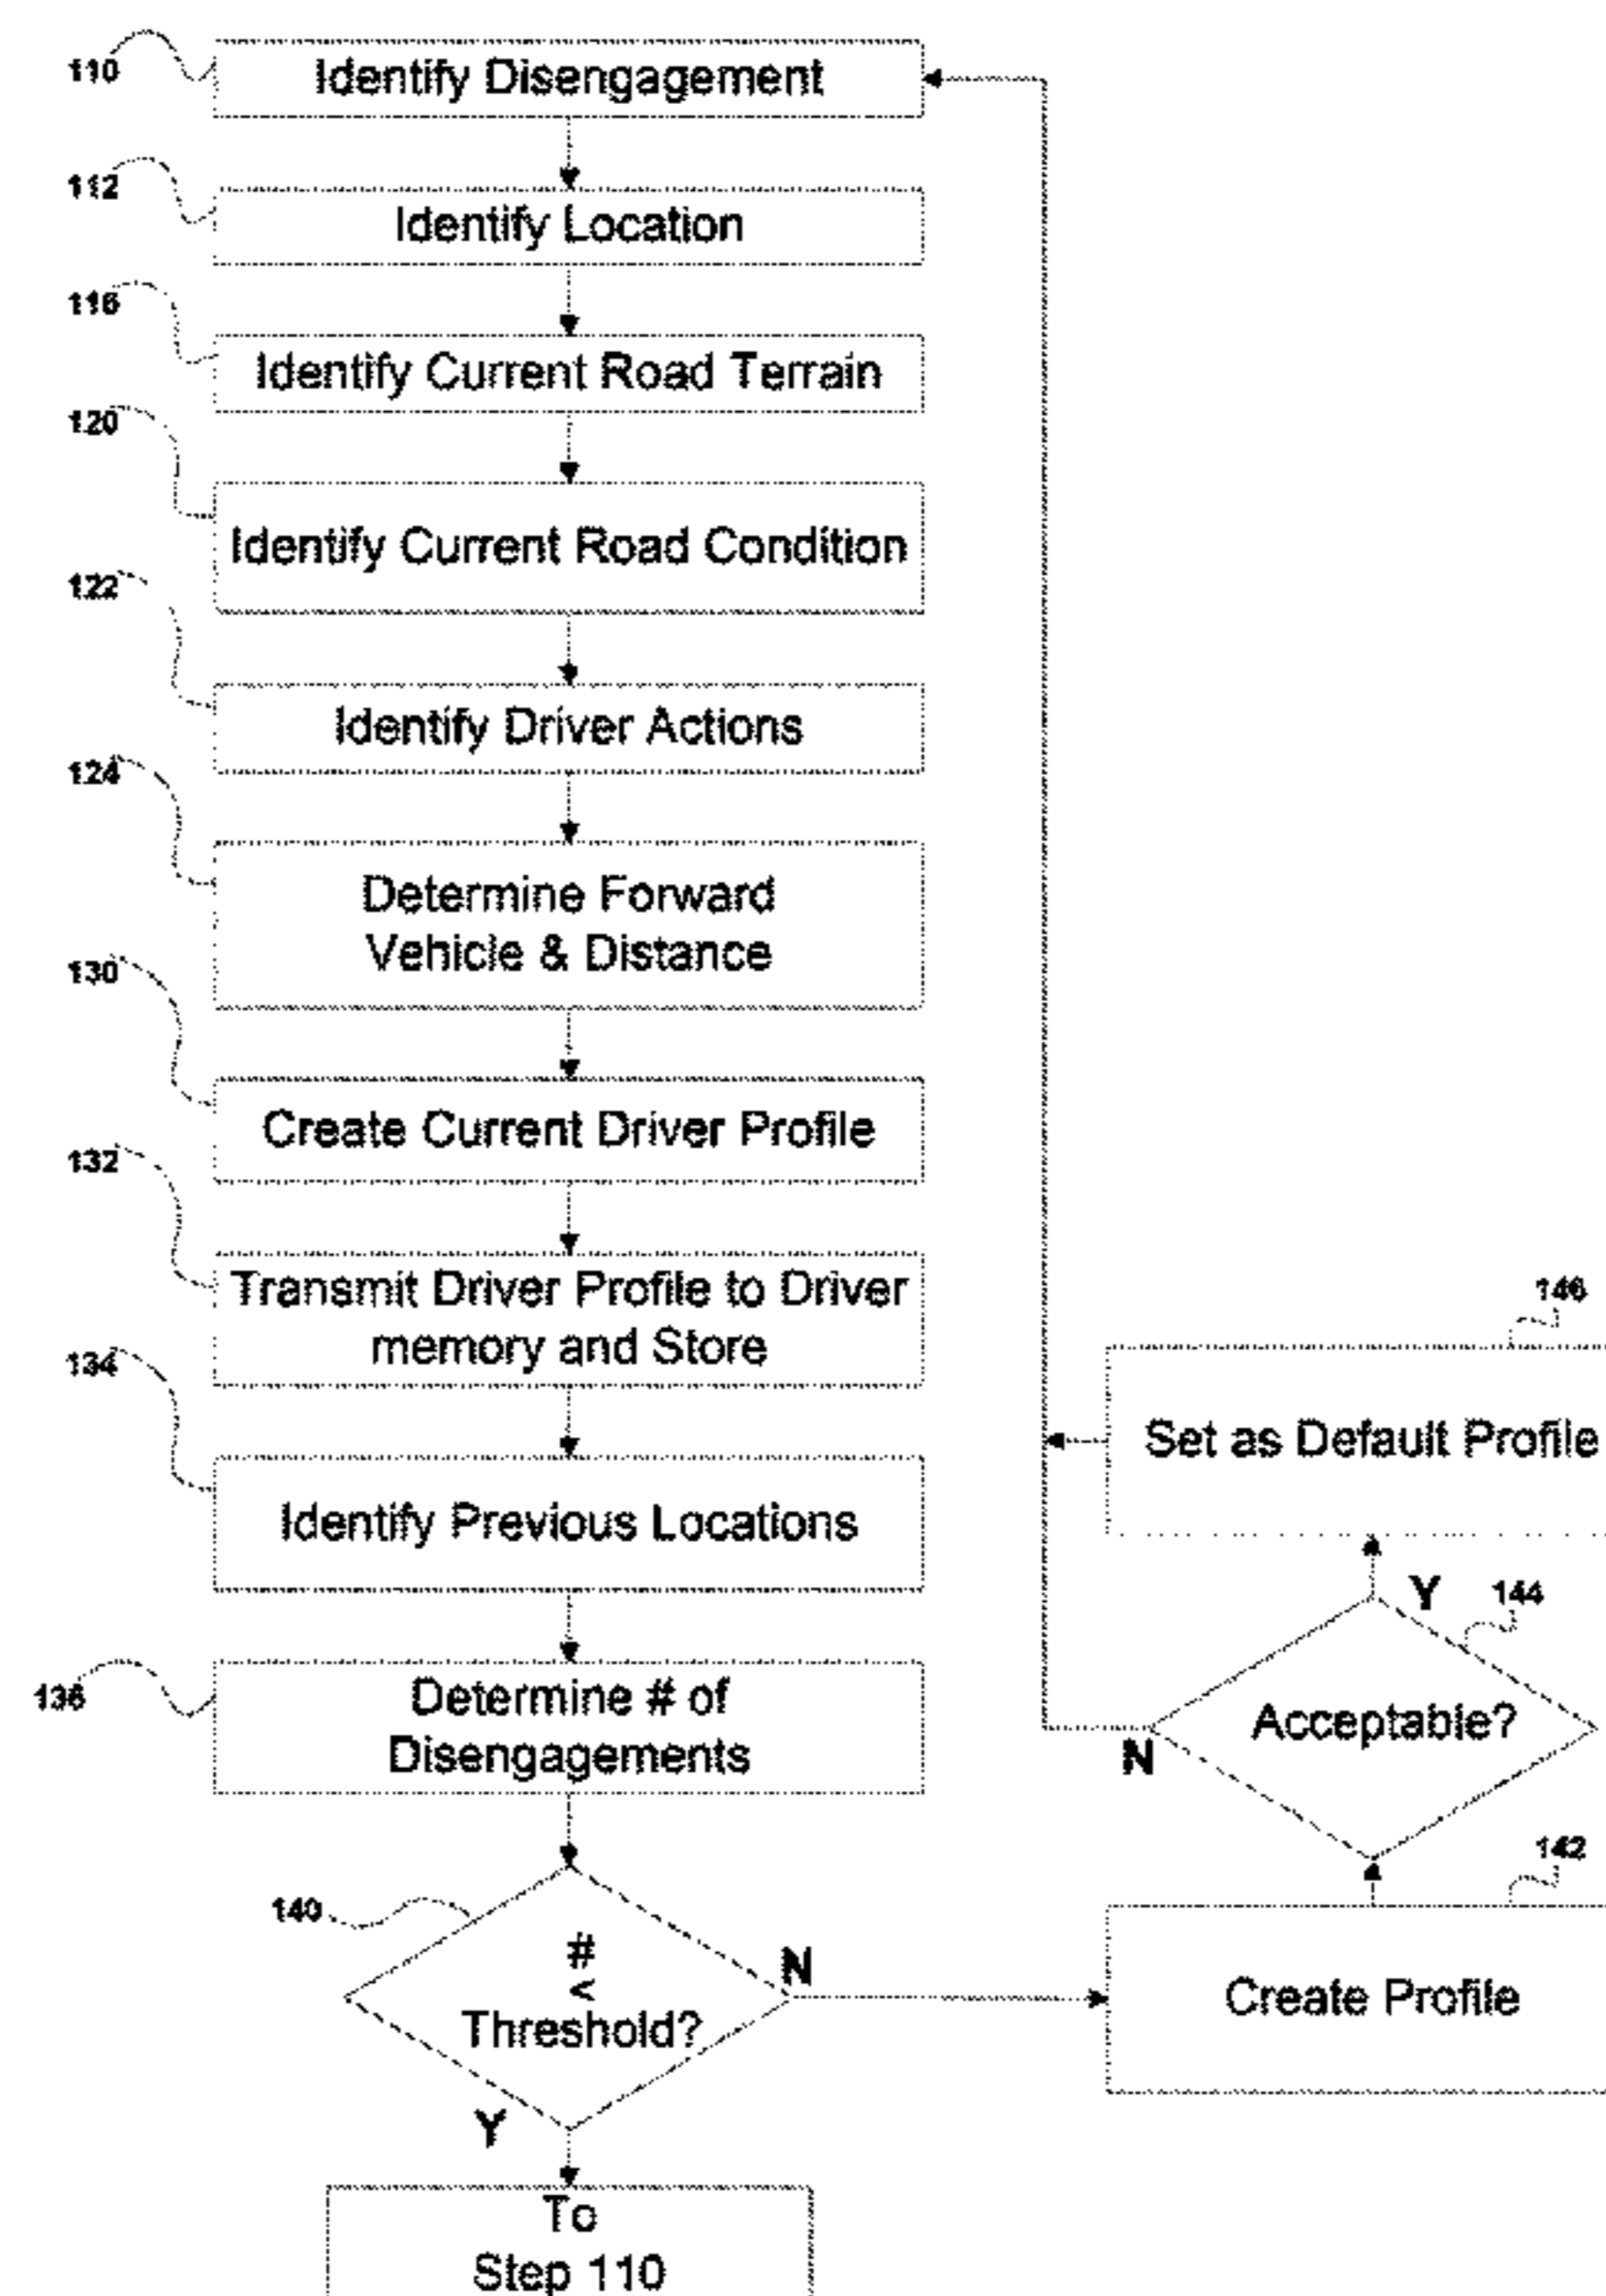 110
Identify Disengagement
112
Identify Location
116
Identify Current Road Terrain
120
Identify Current Road Condition
122
Identify Driver Actions
124
Determine Forward
Vehicle & Distance
130
Create Current Driver Profile
132
Transmit Driver Profile to Driver
memory and Store
134
Identify Previous Locations
136
Determine # of
Disengagements
140
#
<
Threshold?
N
Y
To
Step 110
146
Set as Default Profile
Y
144
Acceptable?
N
142
Create Profile